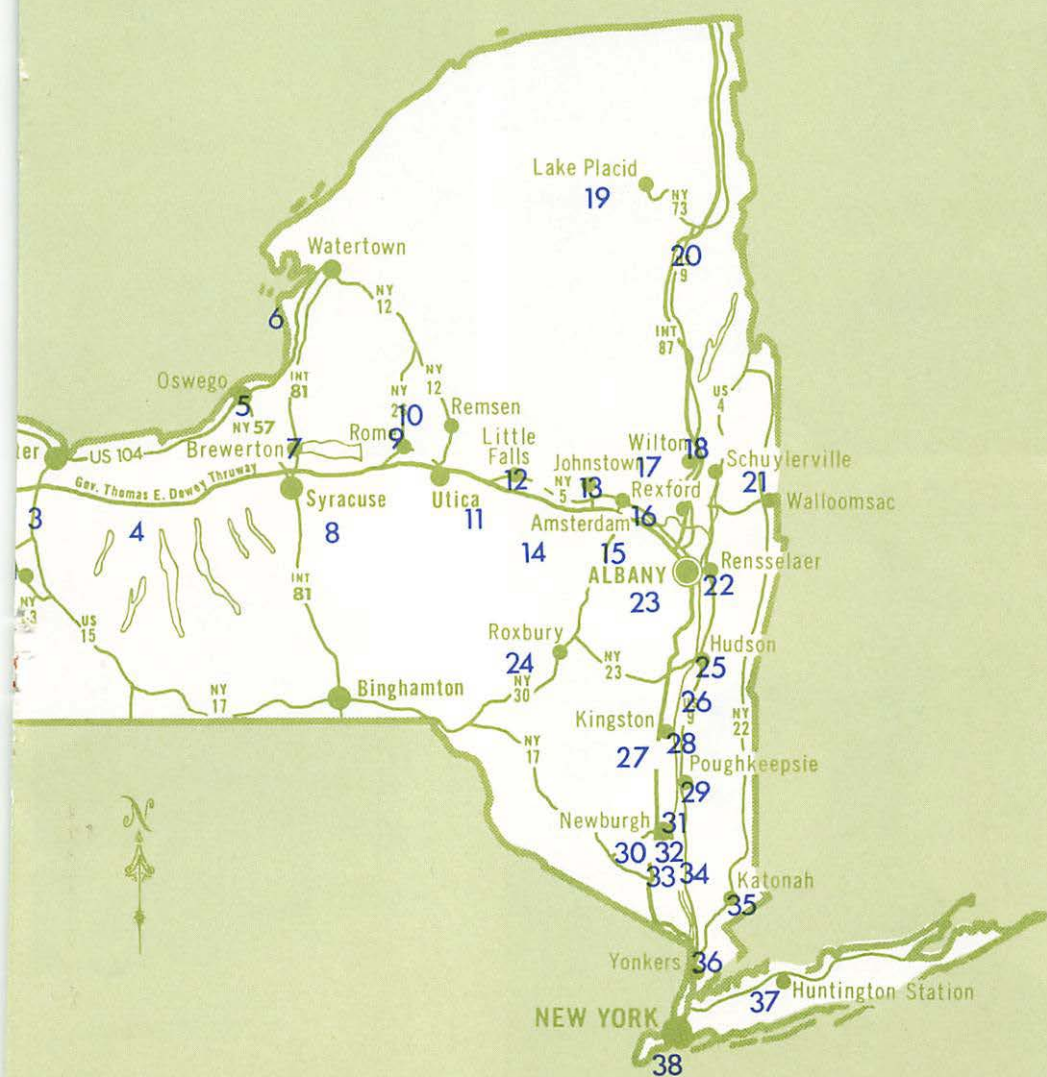 Lake Placid
19
NY
73
20
9
Watertown
NY
12
6
INT
87
Oswego
5
NY 57
INT
81
NY
12
10
Remsen
US
4
ter
US 104
Brewerton
7
Rom
9
Little
Falls
12
Wilton
18
17
Johnstown
13
NY
5
Schuylerville
Gov. Thomas E. Dewey Thruway
Syracuse
Utica
Rexford
21
Walloomsac
3
4
8
11
Amsterdam
16
14
15
ALBANY
Rensselaer
22
23
INT
81
NY
US
15
Roxbury
24
Hudson
25
NY
23
NY
30
26
9
NY
17
Binghamton
Kingston
28
NY
22
27
NY
17
Poughkeepsie
29
N
Newburgh
31
30
32
33
34
Katonah
35
Yonkers
36
37
Huntington Station
NEW YORK
38